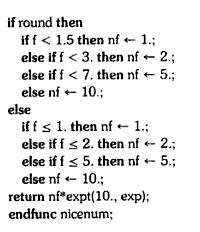 if round then
if f < 1.5 then nf ← 1.;
else if f < 3. then nf ← 2.;
else if f < 7. then nf ← 5.;
else nf ← 10.;
else
if f ≤ 1. then nf ← 1.;
else if f ≤ 2. then nf ← 2.;
else if f ≤ 5. then nf ← 5.;
else nf ← 10.;
return nf*expt(10., exp);
endfunc nicenum;